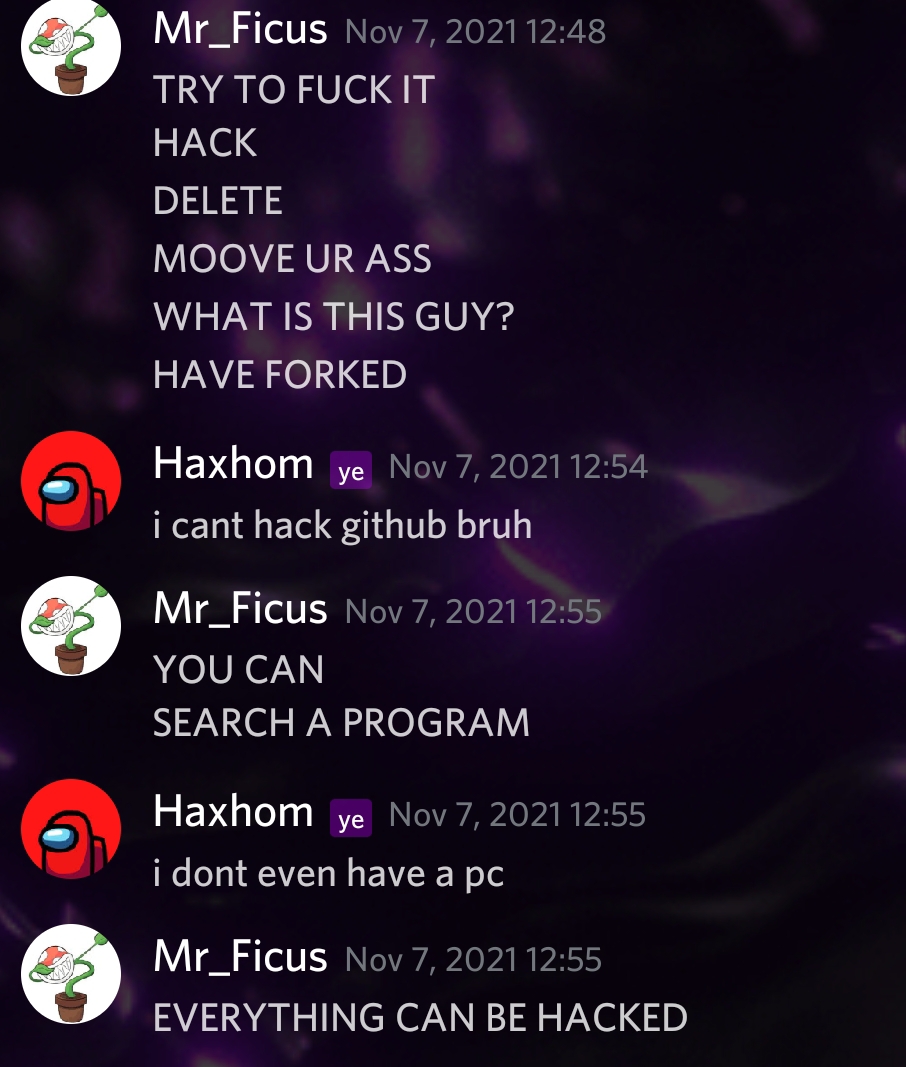 Mr_Ficus Nov 7, 2021 12:48
TRY TO FUCK IT
HACK
DELETE
MOOVE UR ASS
WHAT IS THIS GUY?
HAVE FORKED
Haxhom ye Nov 7, 2021 12:54
i cant hack github bruh
Mr_Ficus Nov 7, 2021 12:55
YOU CAN
SEARCH A PROGRAM
Haxhom ye Nov 7, 2021 12:55
i dont even have a pc
Mr_Ficus Nov 7, 2021 12:55
EVERYTHING CAN BE HACKED